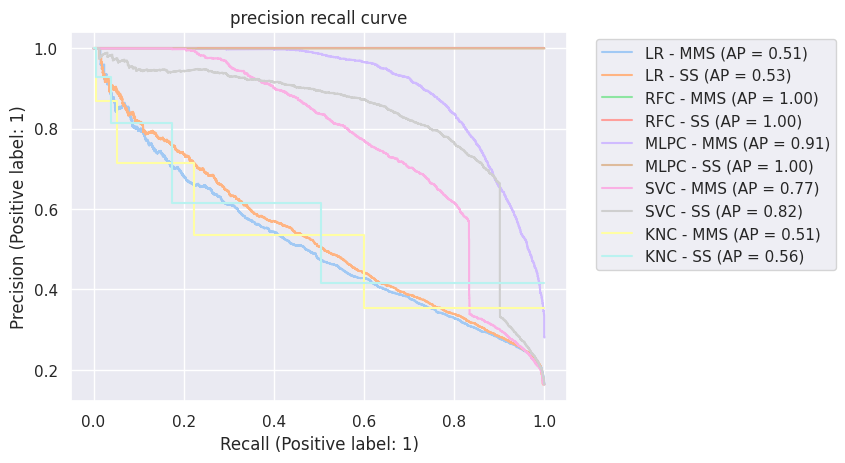 precision recall curve
Precision (Positive label: 1)
1.0
0.8
0.6
0.4
0.2
0.0
0.2
0.4
0.6
0.8
1.0
Recall (Positive label: 1)
LR - MMS (AP = 0.51)
LR - SS (AP = 0.53)
RFC - MMS (AP = 1.00)
RFC - SS (AP = 1.00)
MLPC - MMS (AP = 0.91)
MLPC - SS (AP = 1.00)
SVC - MMS (AP = 0.77)
SVC - SS (AP = 0.82)
KNC - MMS (AP = 0.51)
KNC - SS (AP = 0.56)